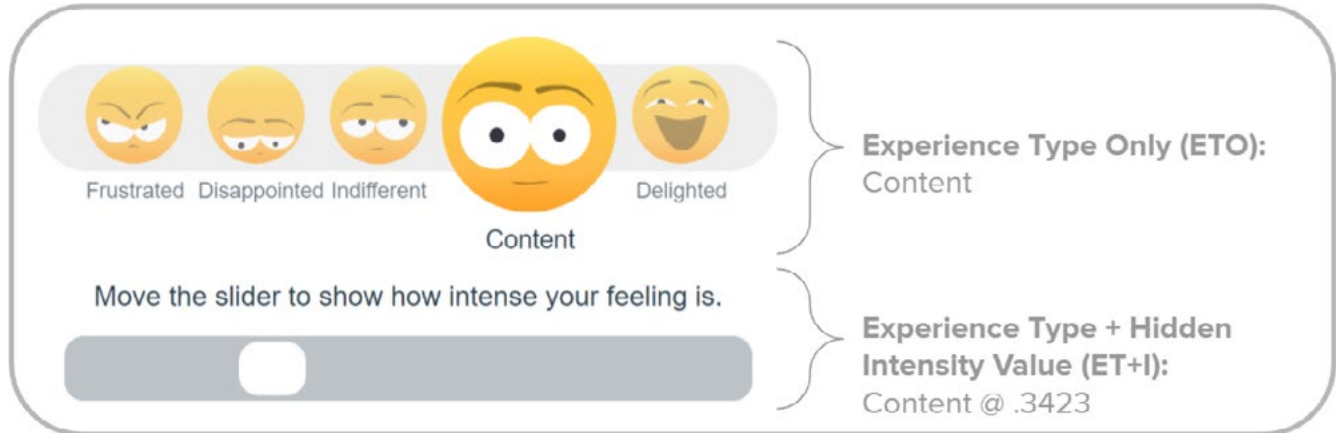 Frustrated Disappointed Indifferent Delighted
Content
Move the slider to show how intense your feeling is.
Experience Type Only (ETO):
Content
Experience Type + Hidden
Intensity Value (ET+I):
Content @ .3423